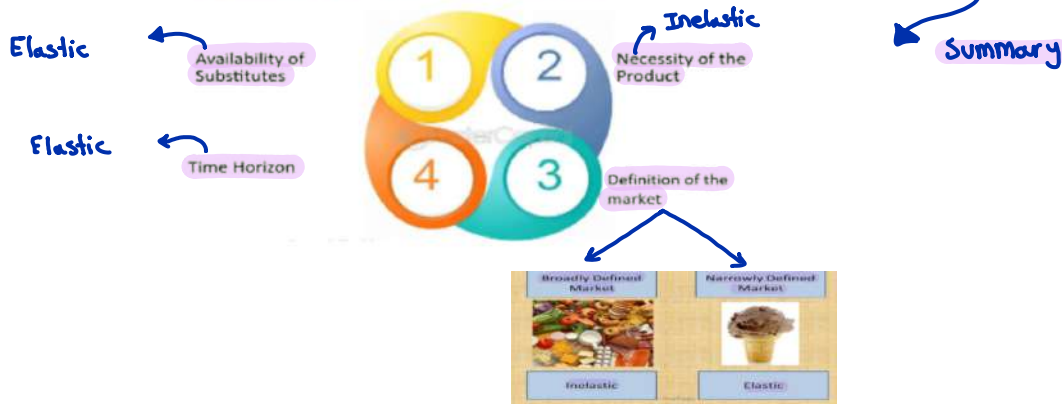 Inelastic
Elastic
Availability of
Substitutes
1
2
Necessity of the
Product
Summary
Elastic
Time Horizon
4
3
Definition of the
market
Broadly Defined
Market
Narrowly Defined
Market
Inelastic
Elastic